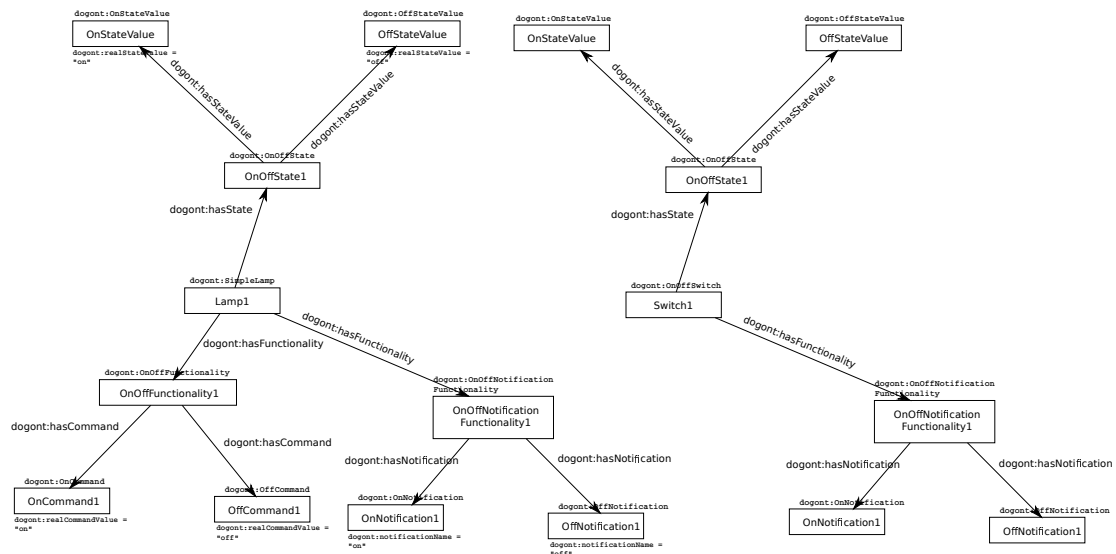 dogont:OnStateValue
OnStateValue
dogont:realStateValue =
"on"
dogont:OffStateValue
OffStateValue
dogont:realStateValue =
"off"
dogont:hasStateValue
dogont:hasStateValue
dogont:OnOffState
OnOffState1
dogont:hasState
dogont:SimpleLamp
Lamp1
dogont:hasFunctionality
dogont:hasFunctionality
dogont:OnOffFunctionality
OnOffFunctionality1
dogont:hasCommand
dogont:hasCommand
dogont:OnCommand
OnCommand1
dogont:realCommandValue =
"on"
dogont:OffCommand
OffCommand1
dogont:realCommandValue =
"off"
dogont:OnOffNotification
Functionality
OnOffNotification
Functionality1
dogont:hasNotification
dogont:hasNotification
dogont:OnNotification
OnNotification1
dogont:notificationName =
"on"
dogont:OffNotification
OffNotification1
dogont:notificationName =
"off"
dogont:OnStateValue
OnStateValue
dogont:OffStateValue
OffStateValue
dogont:hasStateValue
dogont:hasStateValue
dogont:OnOffState
OnOffState1
dogont:hasState
dogont:OnOffSwitch
Switch1
dogont:hasFunctionality
dogont:OnOffNotification
Functionality
OnOffNotification
Functionality1
dogont:hasNotification
dogont:hasNotification
dogont:OnNotification
OnNotification1
dogont:OffNotification
OffNotification1